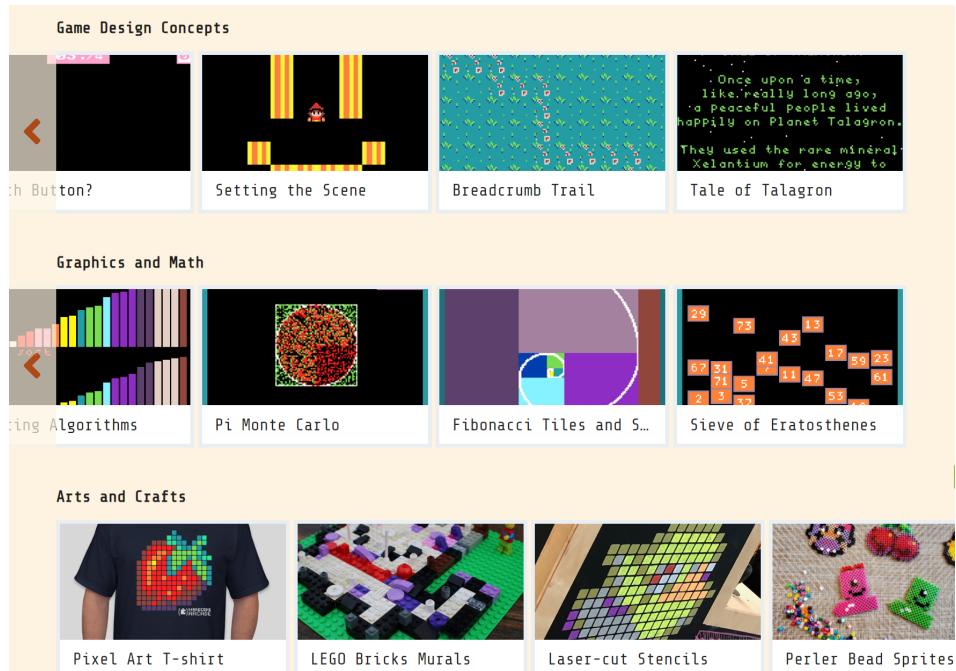 Game Design Concepts
Button?
Setting the Scene
Breadcrumb Trail
Once upon a time,
like really long ago,
a peaceful people lived
happily on Planet Talagron.
They used the rare mineral
Xelantium for energy to
Tale of Talagron
Graphics and Math
Algorithms
Pi Monte Carlo
Fibonacci Tiles and S…
29
73
13
43
17
59
23
67
31
41
71
5
11
47
61
2
3
37
53
Sieve of Eratosthenes
Arts and Crafts
Pixel Art T-shirt
LEGO Bricks Murals
Laser-cut Stencils
Perler Bead Sprites